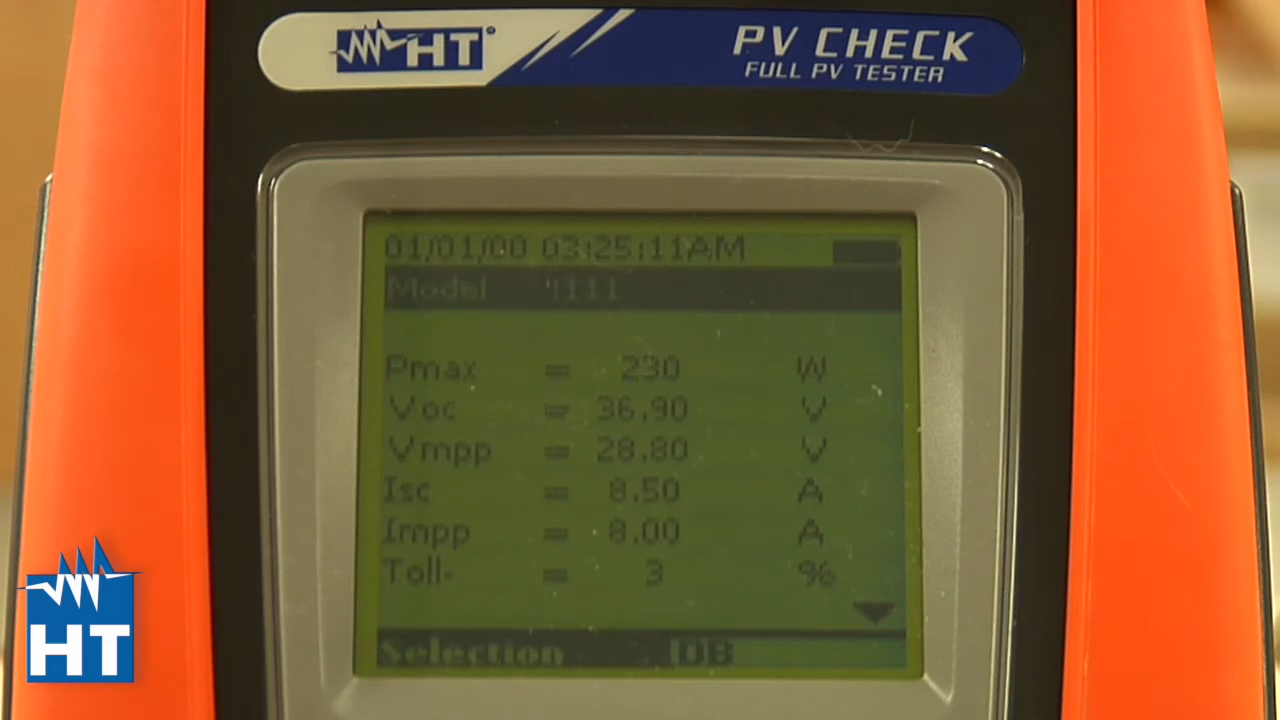 HT
PV CHECK
FULL PV TESTER
01/01/00 03:25:11AM
Model
Pmax = 230 W
Voc = 36.90 V
Vmpp = 28.80 V
Isc = 8.50 A
Impp = 8.00 A
Toll- = 3 %
Selection DB
HT